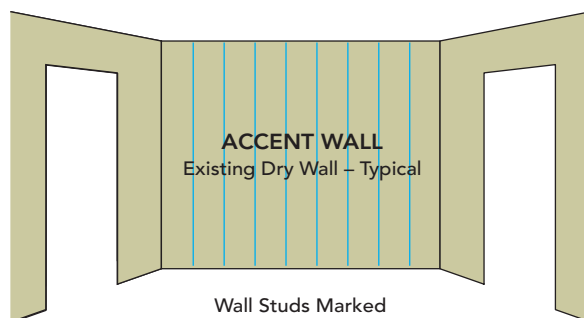 ACCENT WALL
Existing Dry Wall – Typical
Wall Studs Marked